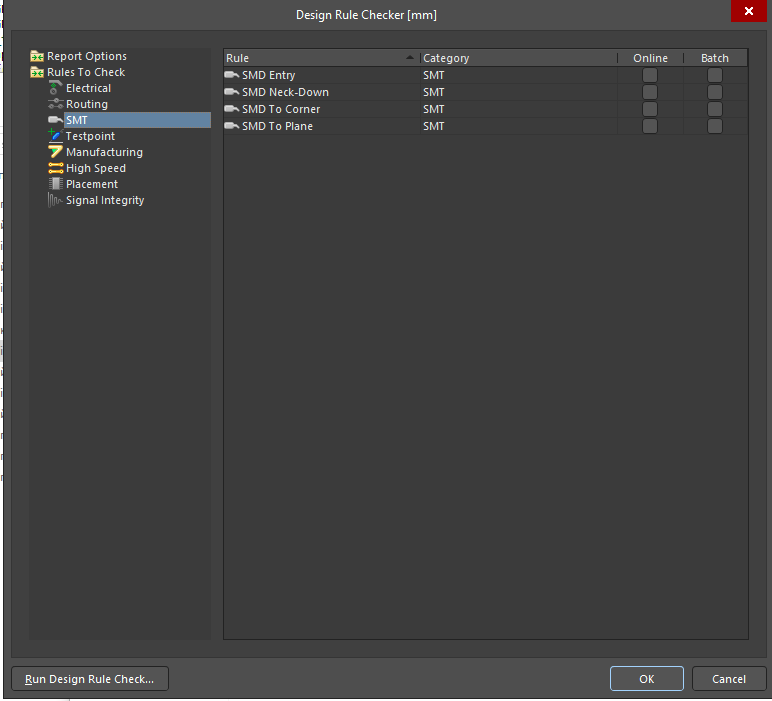 Design Rule Checker [mm]
Report Options
Rules To Check
Electrical
Routing
SMT
Testpoint
Manufacturing
High Speed
Placement
Signal Integrity
Rule Category Online Batch
SMD Entry SMT
SMD Neck-Down SMT
SMD To Corner SMT
SMD To Plane SMT
Run Design Rule Check... OK Cancel